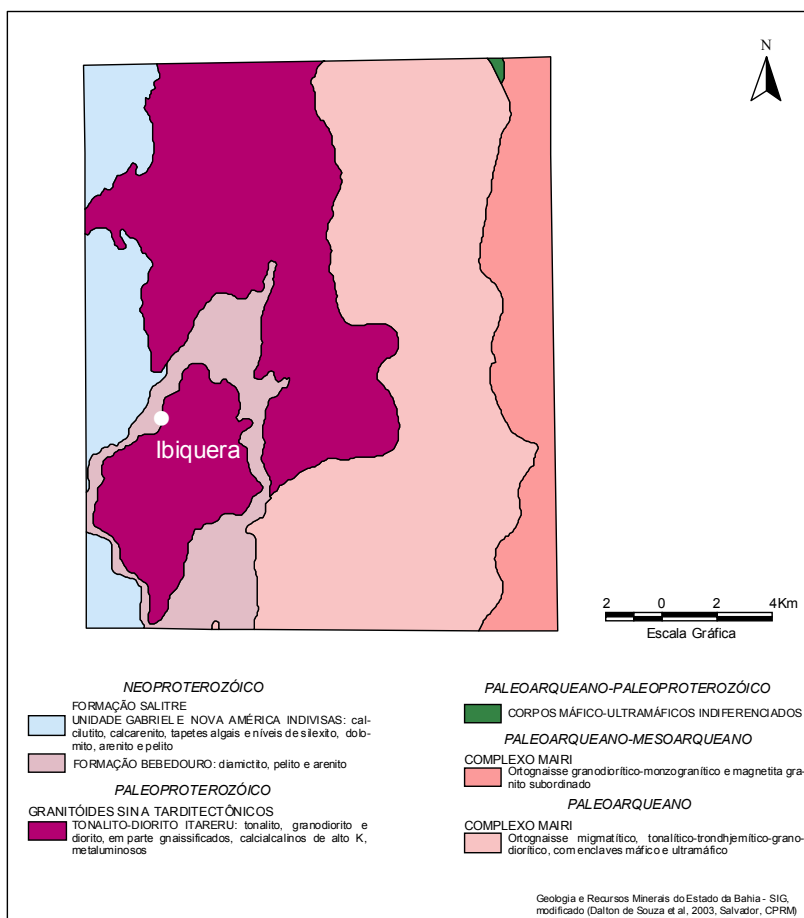 N
Ibiquera
2 0 2 4Km
Escala Gráfica
NEOPROTEROZÓICO
FORMAÇÃO SALITRE
UNIDADE GABRIEL E NOVA AMÉRICA INDIVISAS: cal-
cilutito, calcarenito, tapetes algais e níveis de silexito, dolo-
mito, arenito e pelito
FORMAÇÃO BEBEDOURO: diamictito, pelito e arenito
PALEOPROTEROZÓICO
GRANITÓIDES SIN A TARDITECTÔNICOS
TONALITO-DIORITO ITARERU: tonalito, granodiorito e
diorito, em parte gnaissificados, calcialcalinos de alto K,
metaluminosos
PALEOARQUEANO-PALEOPROTEROZÓICO
CORPOS MÁFICO-ULTRAMÁFICOS INDIFERENCIADOS
PALEOARQUEANO-MESOARQUEANO
COMPLEXO MAIRI
Ortognaisse granodiorítico-monzogranítico e magnetita gra-
nito subordinado
PALEOARQUEANO
COMPLEXO MAIRI
Ortognaisse migmatítico, tonalítico-trondhjemítico-grano-
diorítico, com enclaves máfico e ultramáfico
Geologia e Recursos Minerais do Estado da Bahia - SIG,
modificado (Dalton de Souza et al, 2003, Salvador, CPRM)